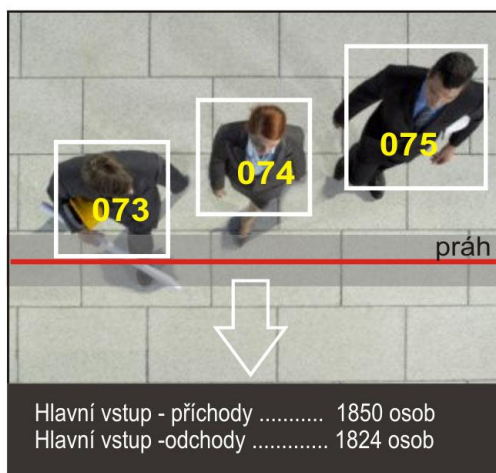 075
074
073
práh
Hlavní vstup - příchody ........... 1850 osob
Hlavní vstup -odchody ............. 1824 osob